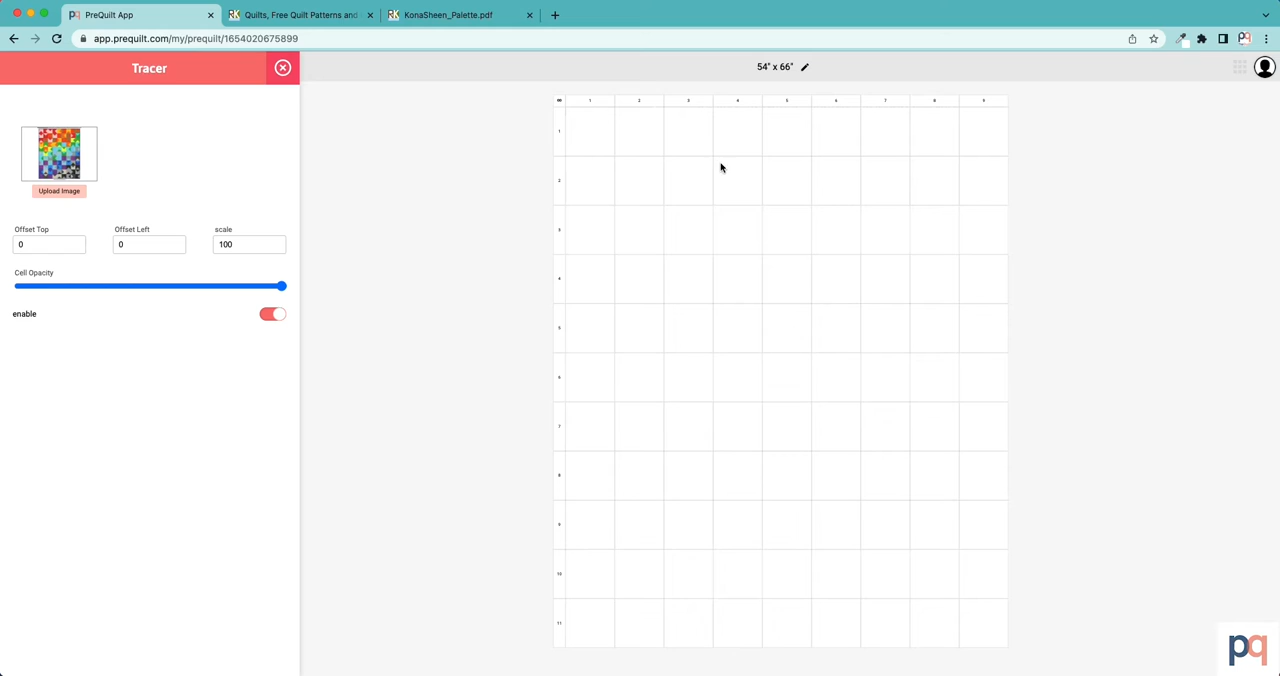 PreQuilt App
Quilts, Free Quilt Patterns and
KonaSheen_Palette.pdf
app.prequilt.com/my/prequilt/1654020675899
Tracer
54" x 66"
Upload Image
Offset Top
Offset Left
scale
0
0
100
Cell Opacity
enable
1 2 3 4 5 6 7 8 9
1
2
3
4
5
6
7
8
9
10
11
pq